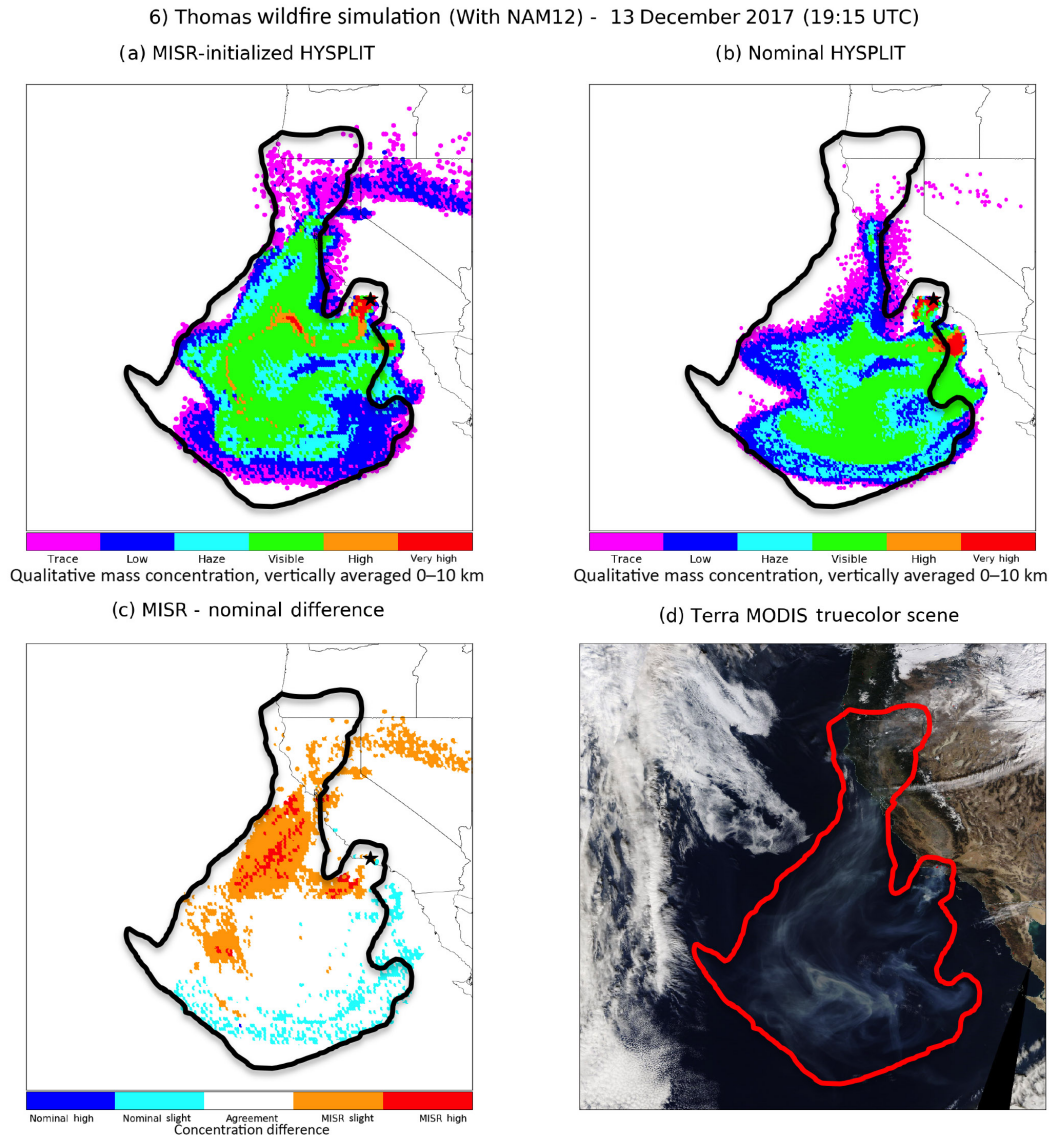 6) Thomas wildfire simulation (With NAM12) - 13 December 2017 (19:15 UTC)
(a) MISR-initialized HYSPLIT
(b) Nominal HYSPLIT
Trace Low Haze Visible High Very high
Qualitative mass concentration, vertically averaged 0–10 km
Trace Low Haze Visible High Very high
Qualitative mass concentration, vertically averaged 0–10 km
(c) MISR - nominal difference
(d) Terra MODIS truecolor scene
Nominal high Nominal slight Agreement MISR slight MISR high
Concentration difference